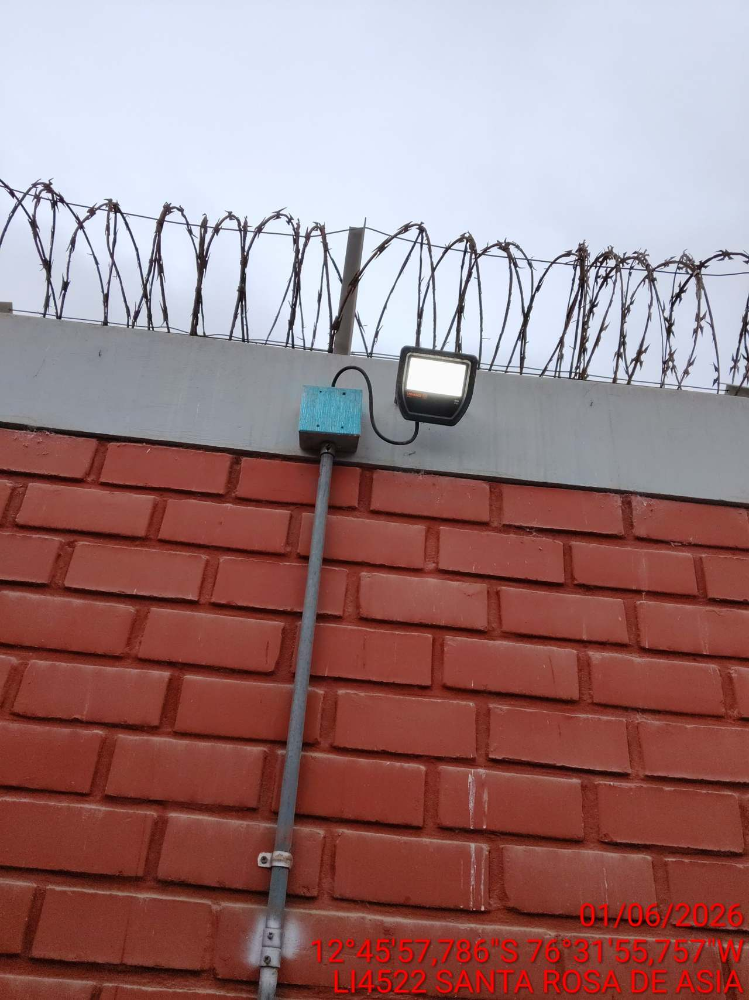 01/06/2026
12°45'57,786"S 76°31'55,757"W
LI4522 SANTA ROSA DE ASIA